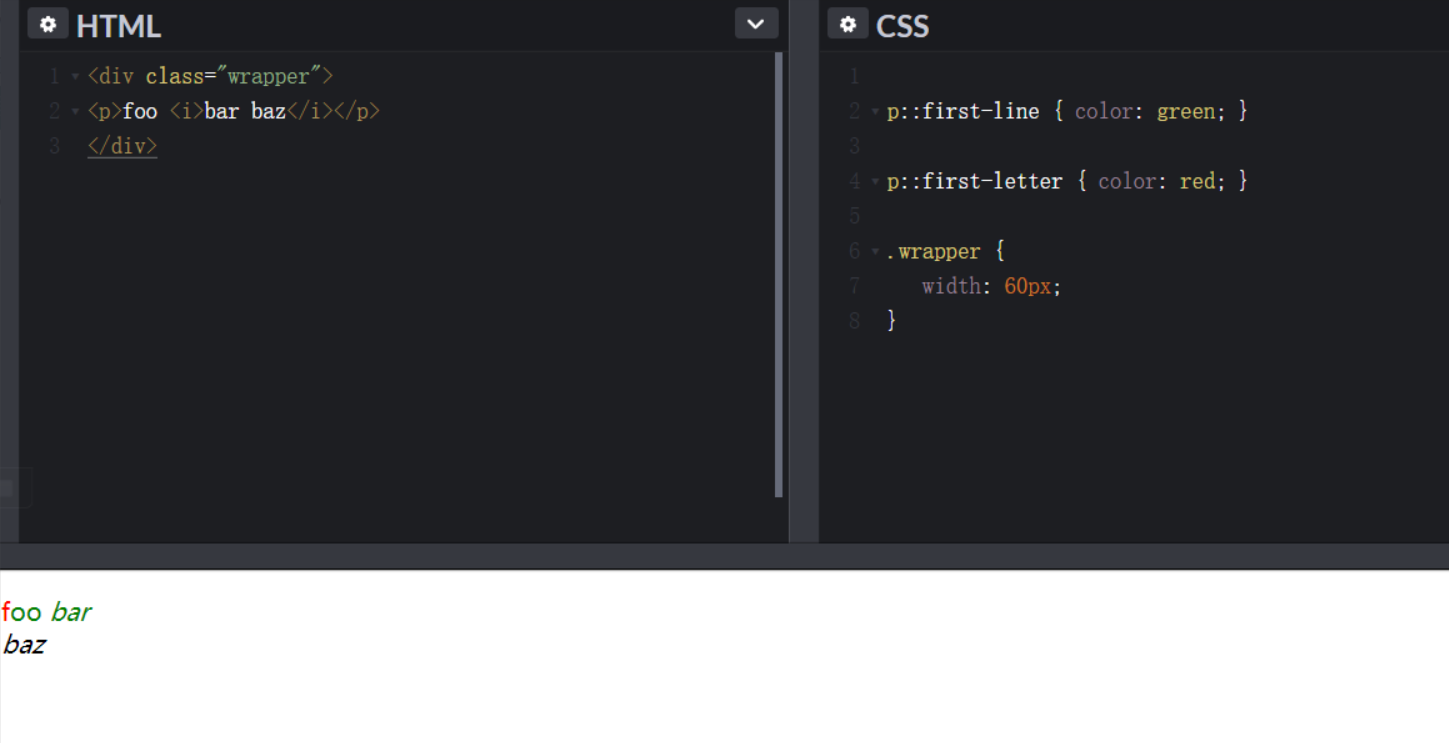 HTML
1 <div class="wrapper">
2 <p>foo <i>bar baz</i></p>
3 </div>
CSS
1
2 p::first-line { color: green; }
3
4 p::first-letter { color: red; }
5
6 .wrapper {
7 width: 60px;
8 }
foo bar
baz